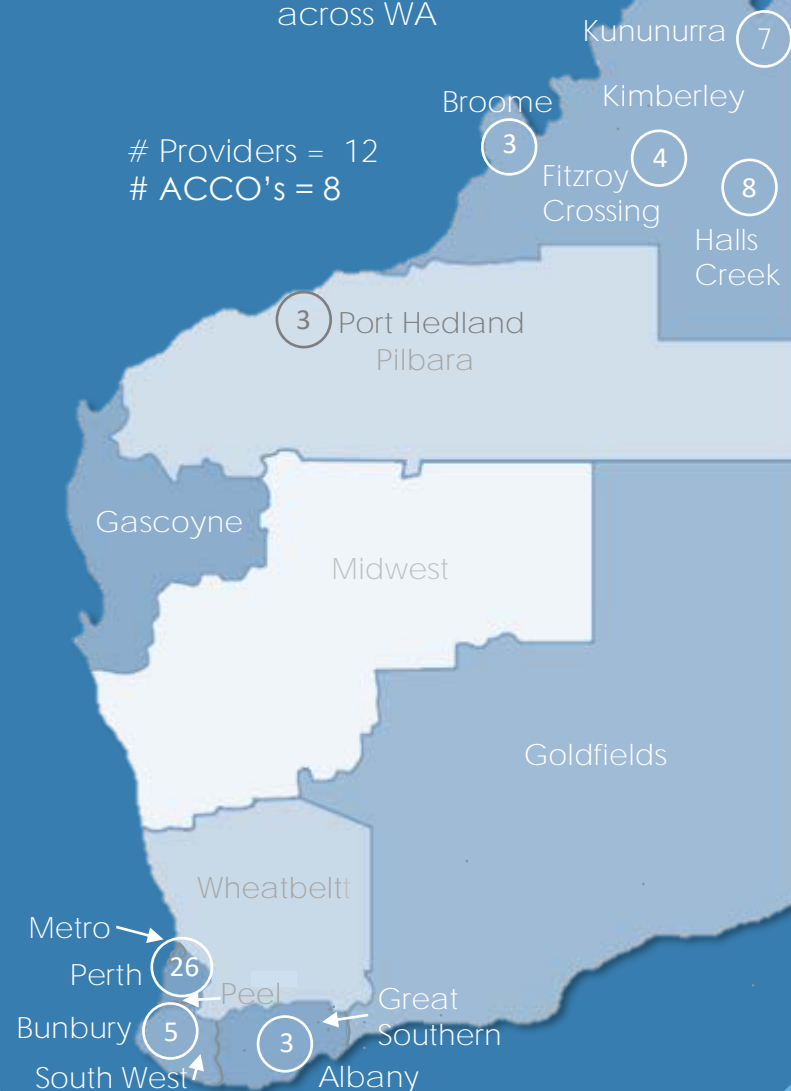 across WA
Kununurra 7
Broome
Kimberley
3
# Providers = 12
# ACCO's = 8
4
Fitzroy
Crossing
8
Halls
Creek
3 Port Hedland
Pilbara
Gascoyne
Midwest
Goldfields
Wheatbeltt
Metro
Perth 26
Peel
Great
Southern
Bunbury 5
3
South West
Albany